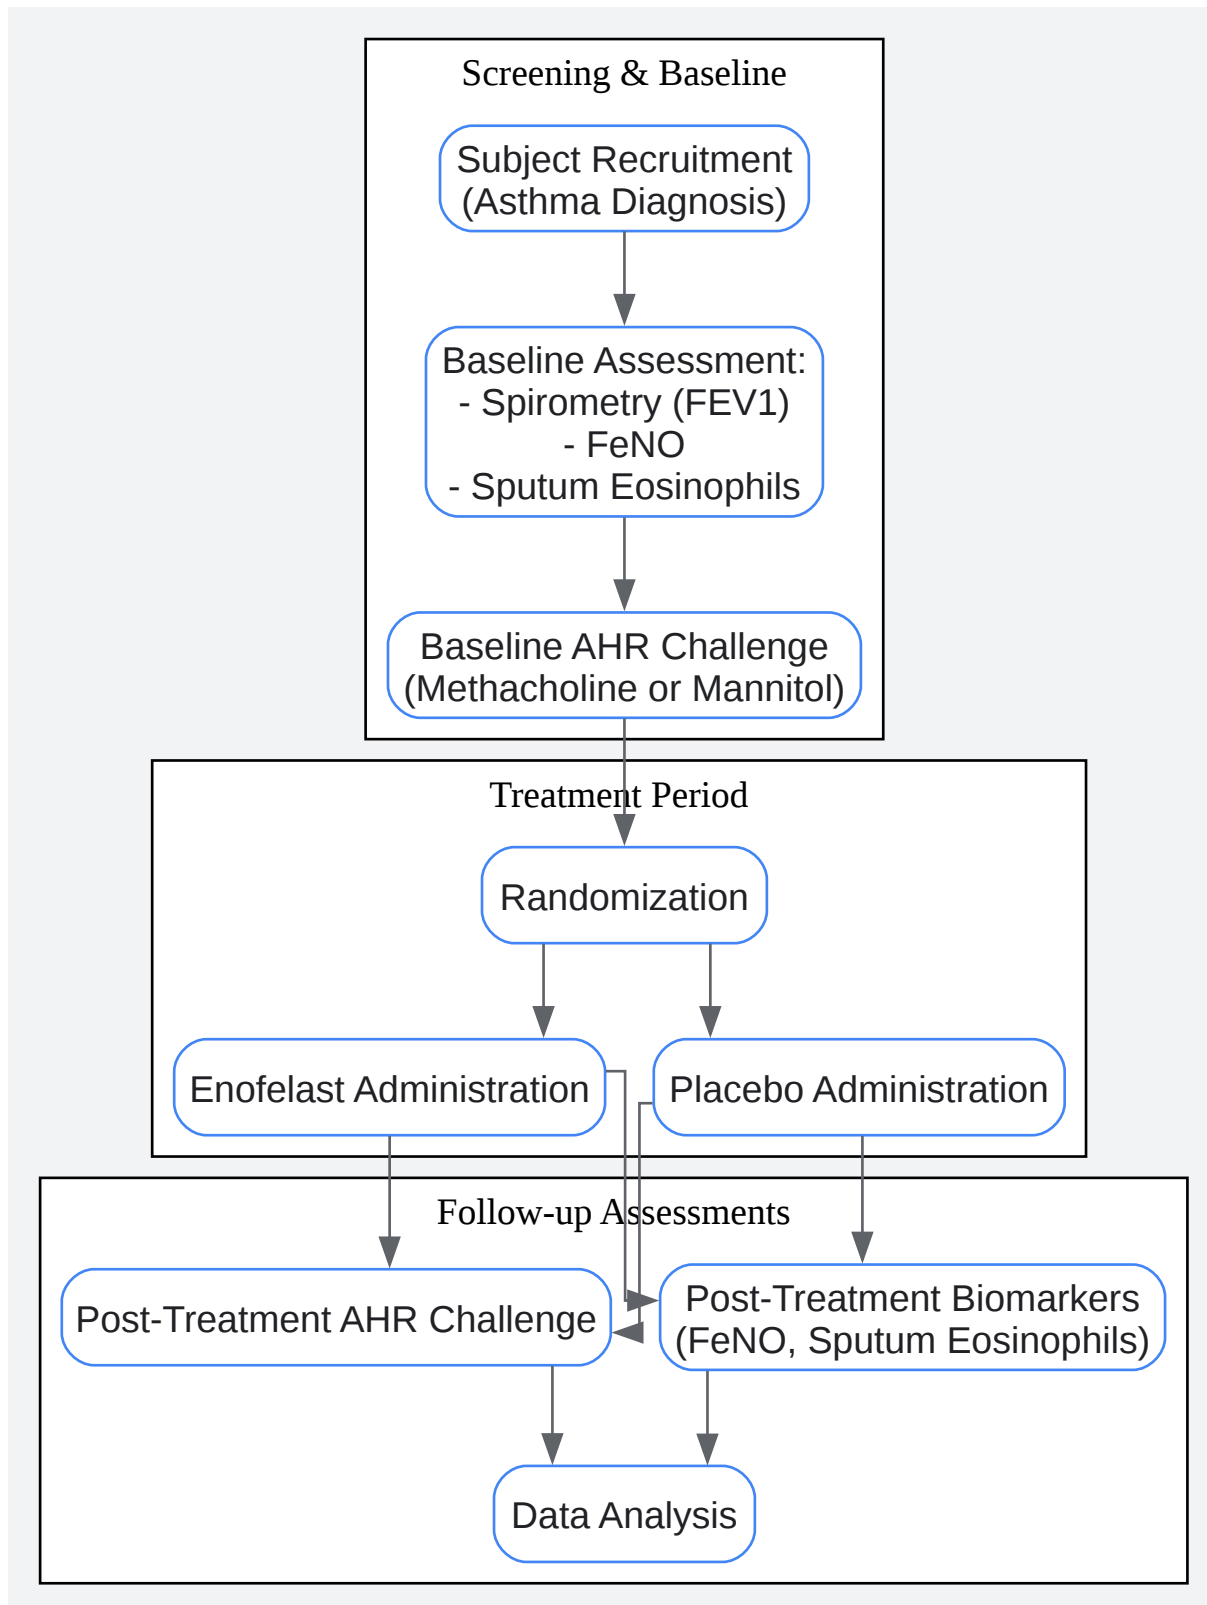 Screening & Baseline
Subject Recruitment
(Asthma Diagnosis)
Baseline Assessment:
- Spirometry (FEV1)
- FeNO
- Sputum Eosinophils
Baseline AHR Challenge
(Methacholine or Mannitol)
Treatment Period
Randomization
Enofelast Administration
Placebo Administration
Follow-up Assessments
Post-Treatment AHR Challenge
Post-Treatment Biomarkers
(FeNO, Sputum Eosinophils)
Data Analysis